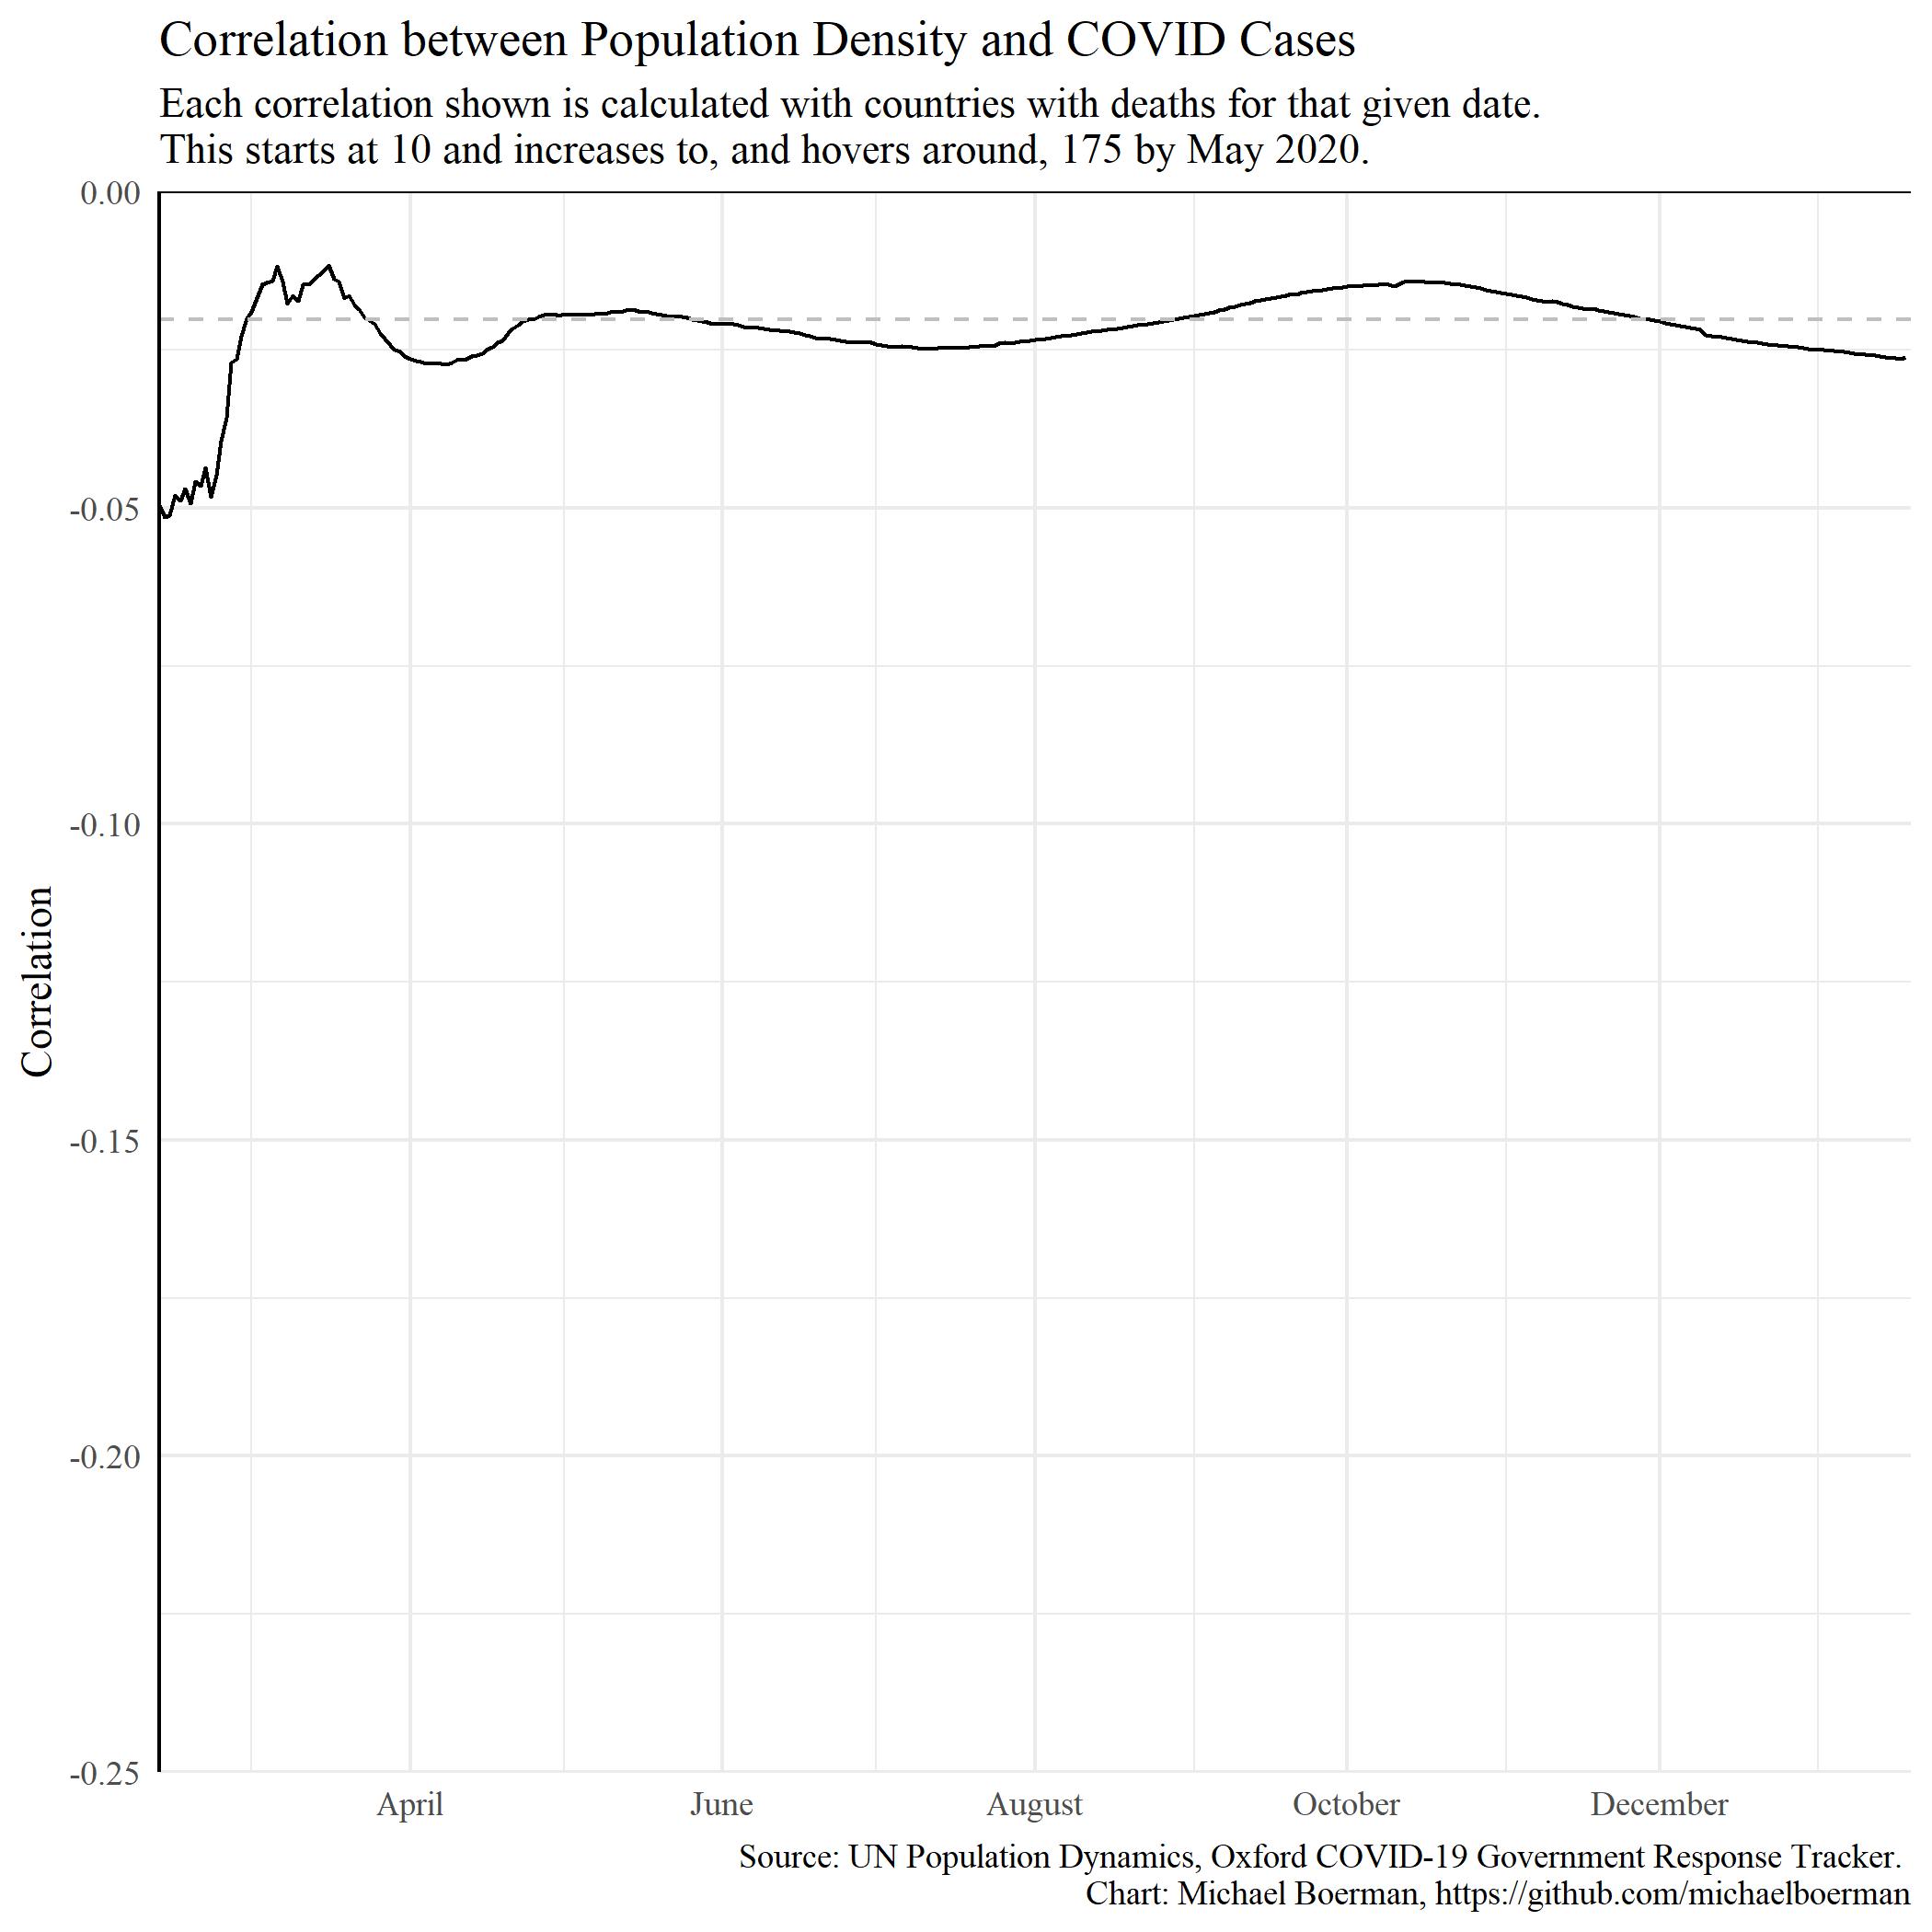 Correlation between Population Density and COVID Cases
Each correlation shown is calculated with countries with deaths for that given date.
This starts at 10 and increases to, and hovers around, 175 by May 2020.
0.00
-0.05
-0.10
-0.15
-0.20
-0.25
Correlation
April
June
August
October
December
Source: UN Population Dynamics, Oxford COVID-19 Government Response Tracker.
Chart: Michael Boerman, https://github.com/michaelboerman